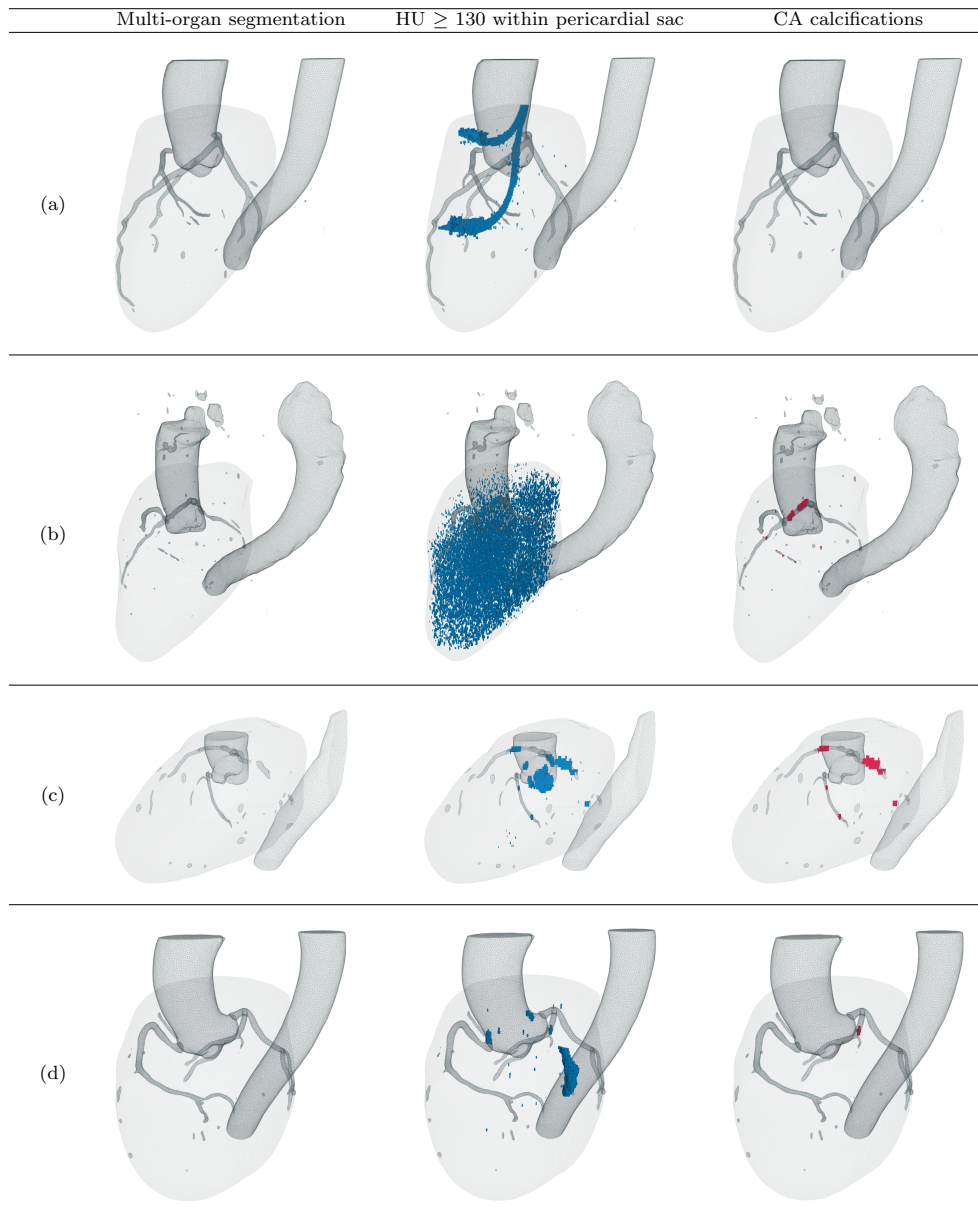 Multi-organ segmentation HU ≥ 130 within pericardial sac CA calcifications
(a)
(b)
(c)
(d)